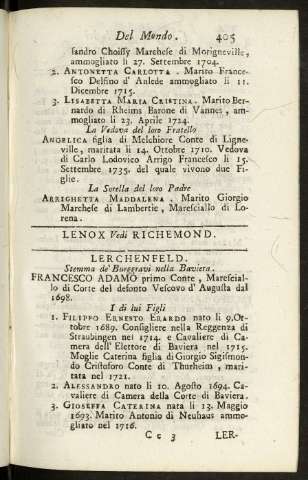 Del Mondo. 405
sandro Choissy Marchese di Morigneville,
ammogliato li 27. Settembre 1704.
2. ANTONETTA CARLOTTA. Marito France-
sco Delfino d' Anlede ammogliato li 11.
Dicembre 1715.
3. LISABETTA MARIA CRISTINA. Marito Ber-
nardo di Rheims Barone di Vannes, am-
mogliato li 23. Aprile 1724.
La Vedova del loro Fratello
ANGELICA figlia di Melchiore Conte di Ligne-
ville, maritata li 14. Ottobre 1710. Vedova
di Carlo Lodovico Arrigo Francesco li 15.
Settembre 1735. del quale vivono due Fi-
glie.
La Sorella del loro Padre
ARRIGHETTA MADDALENA. Marito Giorgio
Marchese di Lambertie, Maresciallo di Lo-
rena.
LENOX Vedi RICHEMOND.
LERCHENFELD.
Stemma de' Borggravi nella Baviera.
FRANCESCO ADAMO primo Conte, Marescial-
lo di Corte del defonto Vescovo d' Augusta dal
1698.
I di lui Figli
1. FILIPPO ERNESTO ERARDO nato li 9. Ot-
tobre 1689. Consigliere nella Reggenza di
Straubingen nel 1714. e Cavaliere di Ca-
mera dell' Elettore di Baviera nel 1715.
Moglie Caterina figlia di Giorgio Sigismon-
do Cristoforo Conte di Thurheim, mari-
tata nel 1721.
2. ALESSANDRO nato li 10. Agosto 1694. Ca-
valiere di Camera della Corte di Baviera.
3. GIOSEFFA CATERINA nata li 13. Maggio
1693. Marito Antonio di Neuhaus ammo-
gliato nel 1716.
C c 3 LER-